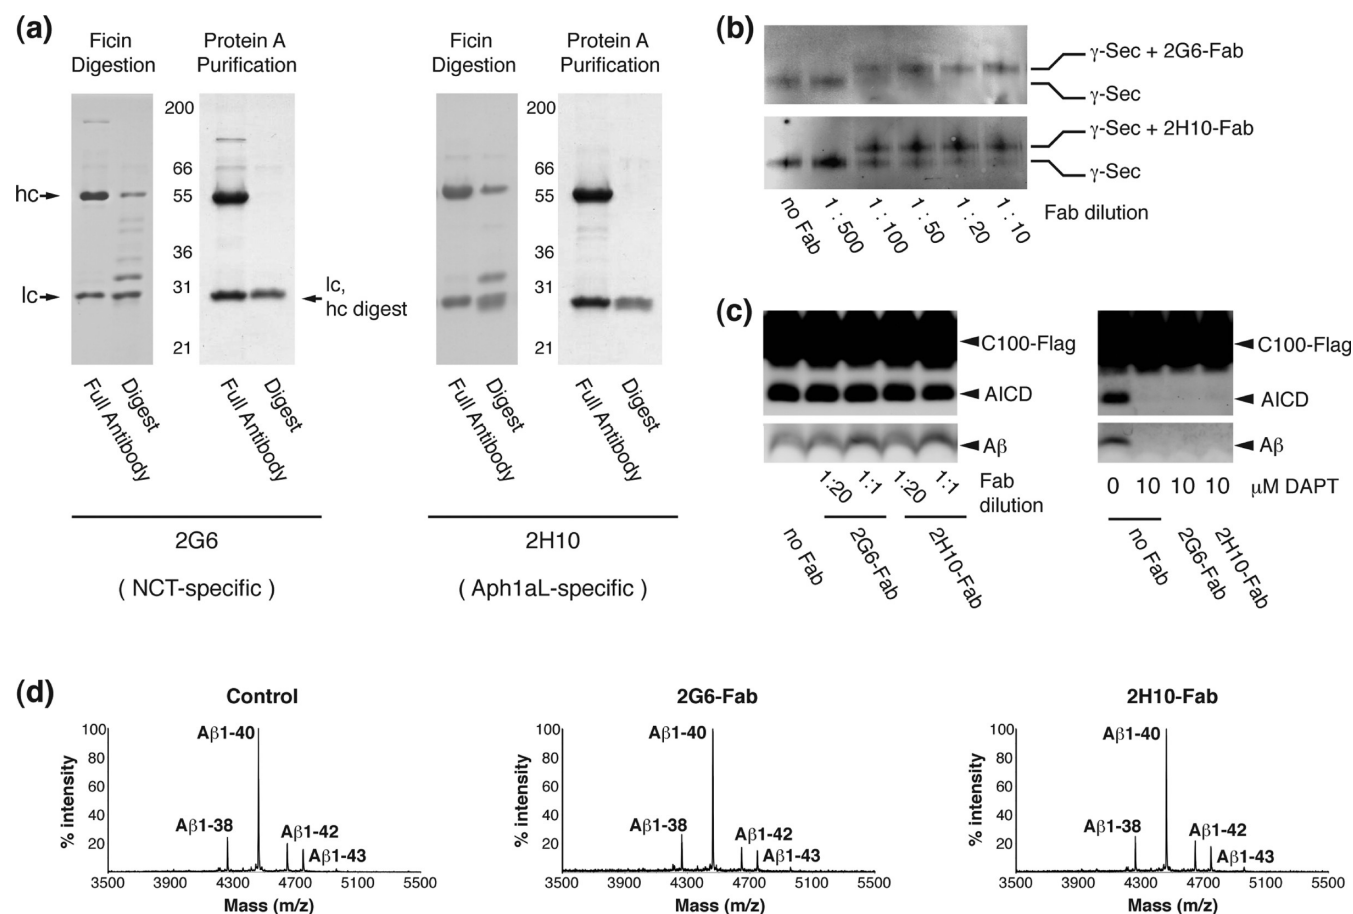 (a)
Ficin
Digestion
Protein A
Purification
hc
lc
200
66
55
36
31
21
lc,
hc digest
Full Antibody
Digest
Full Antibody
Digest
2G6
( NCT-specific )
Ficin
Digestion
Protein A
Purification
200
66
55
36
31
21
Full Antibody
Digest
Full Antibody
Digest
2H10
( Aph1aL-specific )
(b)
γ-Sec + 2G6-Fab
γ-Sec
γ-Sec + 2H10-Fab
γ-Sec
no Fab
1 : 500
1 : 100
1 : 50
1 : 20
1 : 10
Fab dilution
(c)
C100-Flag
AICD
Aβ
1:20
1:1
1:20
1:1
Fab
dilution
no Fab
2G6-Fab
2H10-Fab
C100-Flag
AICD
Aβ
0 10 10 10 μM DAPT
no Fab
2G6-Fab
2H10-Fab
(d)
Control
% intensity
100
80
60
40
20
Aβ1-40
Aβ1-38
Aβ1-42
Aβ1-43
3500 3900 4300 4700 5100 5500
Mass (m/z)
2G6-Fab
% intensity
100
80
60
40
20
Aβ1-40
Aβ1-38
Aβ1-42
Aβ1-43
3500 3900 4300 4700 5100 5500
Mass (m/z)
2H10-Fab
% intensity
100
80
60
40
20
Aβ1-40
Aβ1-38
Aβ1-42
Aβ1-43
3500 3900 4300 4700 5100 5500
Mass (m/z)